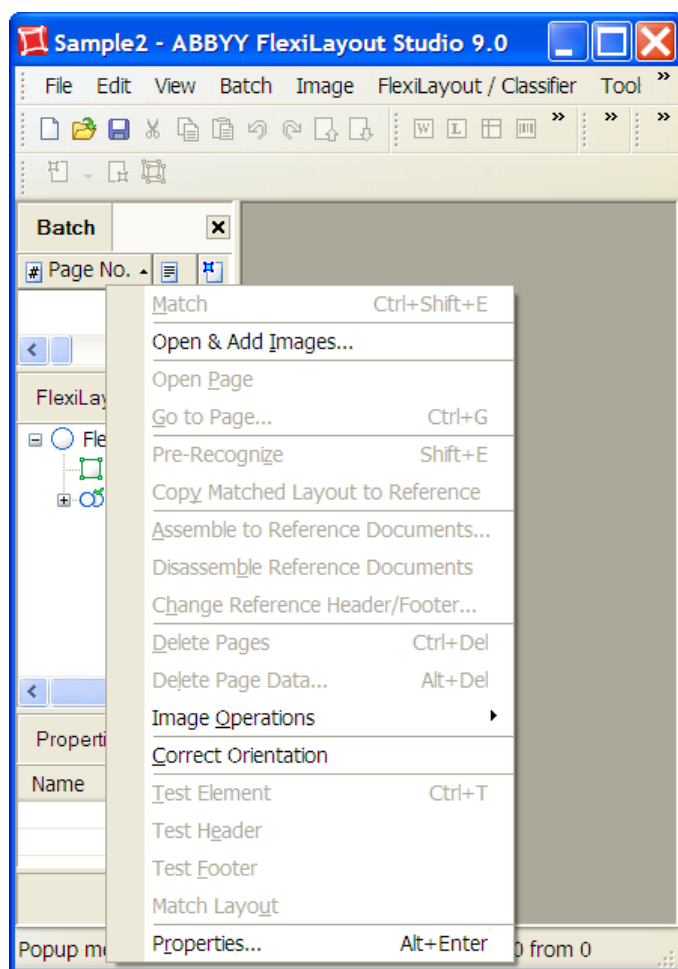 Sample2 - ABBYY FlexiLayout Studio 9.0
File Edit View Batch Image FlexiLayout / Classifier Tool
Batch
# Page No.
Match Ctrl+Shift+E
Open & Add Images...
Open Page
FlexiLay
Go to Page... Ctrl+G
Fle
Pre-Recognize Shift+E
Copy Matched Layout to Reference
Assemble to Reference Documents...
Disassemble Reference Documents
Change Reference Header/Footer...
Delete Pages Ctrl+Del
Delete Page Data... Alt+Del
Image Operations
Properti
Correct Orientation
Name
Test Element Ctrl+T
Test Header
Test Footer
Match Layout
Properties... Alt+Enter
Popup me 0 from 0